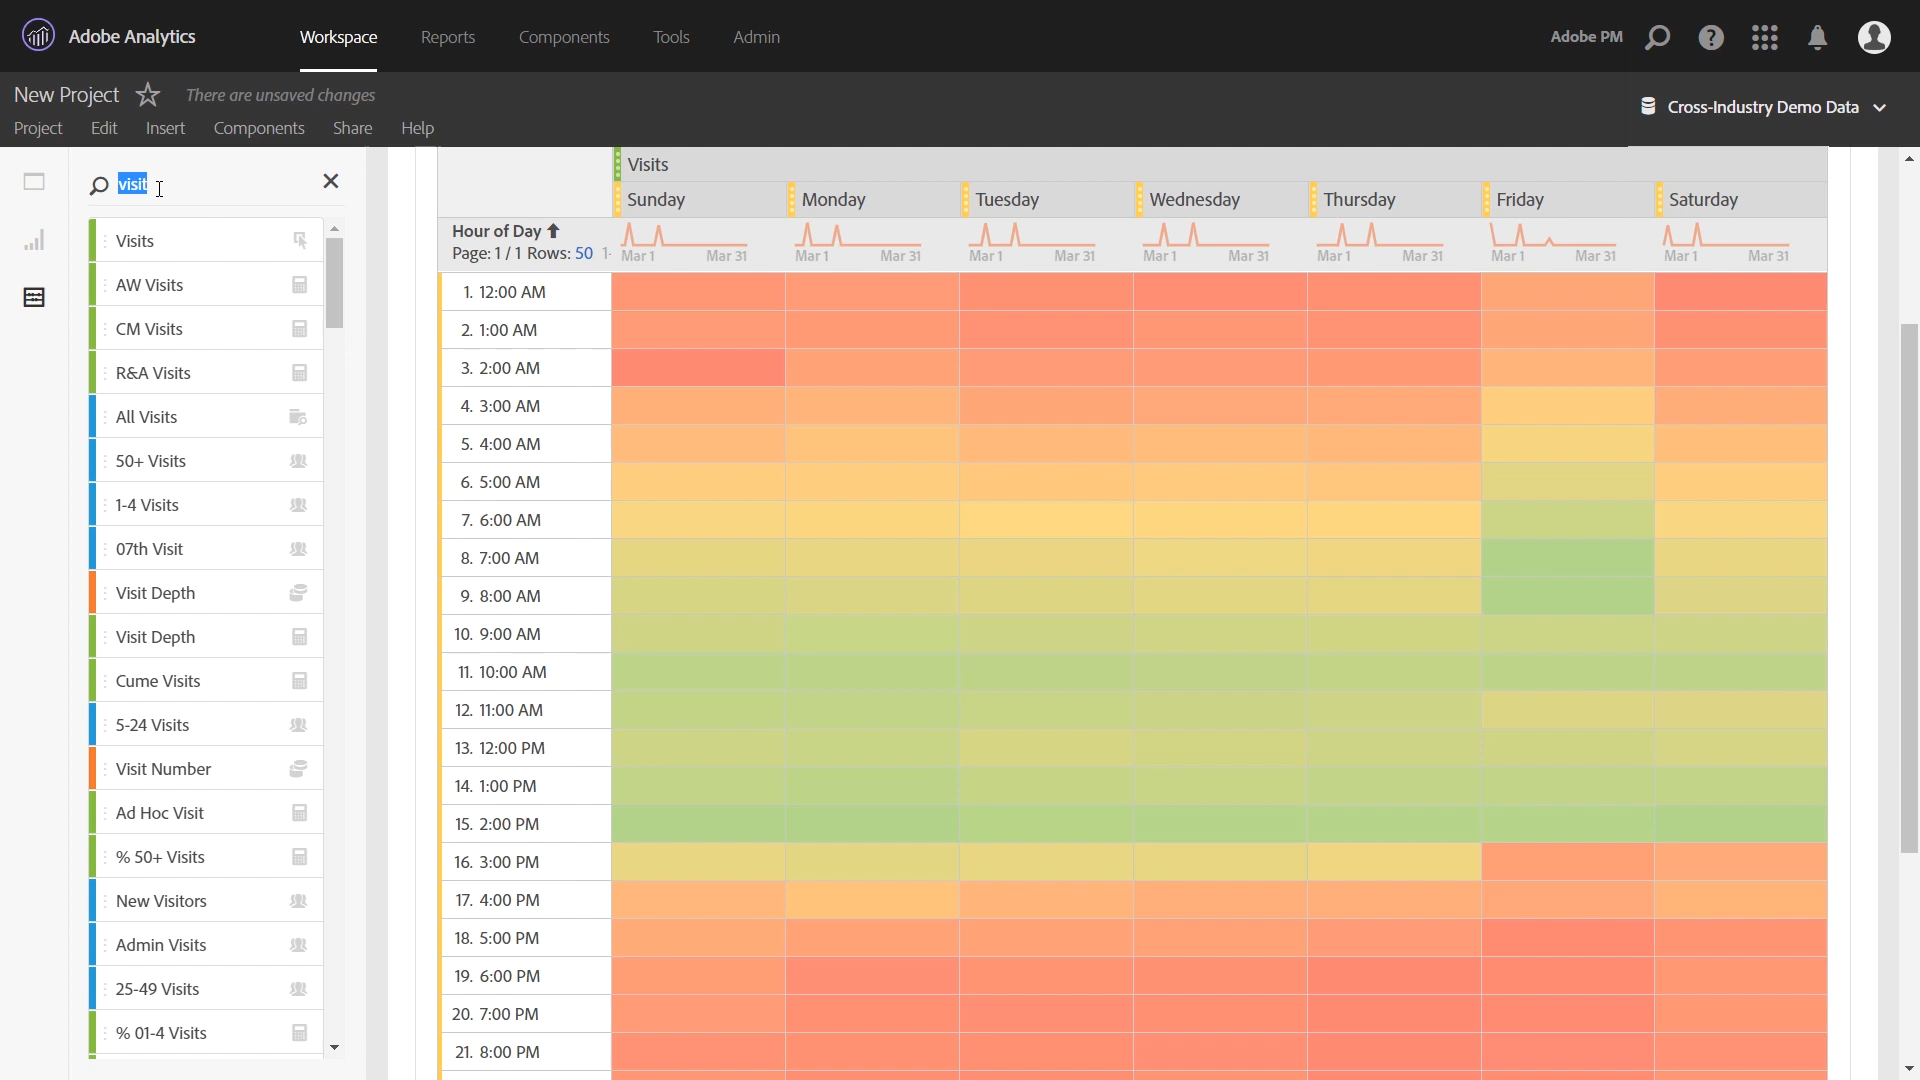 Adobe Analytics
Workspace
Reports
Components
Tools
Admin
Adobe PM
New Project
There are unsaved changes
Project
Edit
Insert
Components
Share
Help
Cross-Industry Demo Data
visit
Visits
AW Visits
CM Visits
R&A Visits
All Visits
50+ Visits
1-4 Visits
07th Visit
Visit Depth
Visit Depth
Cume Visits
5-24 Visits
Visit Number
Ad Hoc Visit
% 50+ Visits
New Visitors
Admin Visits
25-49 Visits
% 01-4 Visits
Visits
Sunday
Monday
Tuesday
Wednesday
Thursday
Friday
Saturday
Hour of Day
Page: 1 / 1 Rows: 50 1-
Mar 1 Mar 31
Mar 1 Mar 31
Mar 1 Mar 31
Mar 1 Mar 31
Mar 1 Mar 31
Mar 1 Mar 31
Mar 1 Mar 31
1. 12:00 AM
2. 1:00 AM
3. 2:00 AM
4. 3:00 AM
5. 4:00 AM
6. 5:00 AM
7. 6:00 AM
8. 7:00 AM
9. 8:00 AM
10. 9:00 AM
11. 10:00 AM
12. 11:00 AM
13. 12:00 PM
14. 1:00 PM
15. 2:00 PM
16. 3:00 PM
17. 4:00 PM
18. 5:00 PM
19. 6:00 PM
20. 7:00 PM
21. 8:00 PM